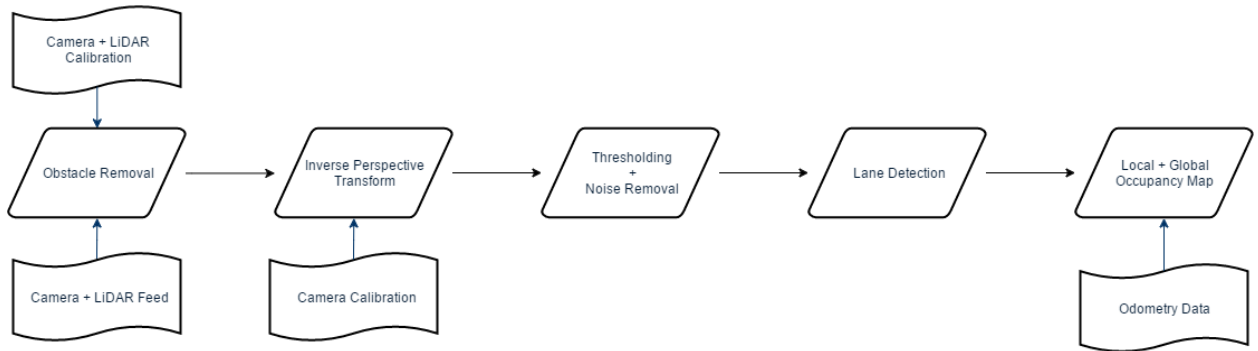 Camera + LiDAR
Calibration
Obstacle Removal
Inverse Perspective
Transform
Thresholding
+
Noise Removal
Lane Detection
Local + Global
Occupancy Map
Camera + LiDAR Feed
Camera Calibration
Odometry Data